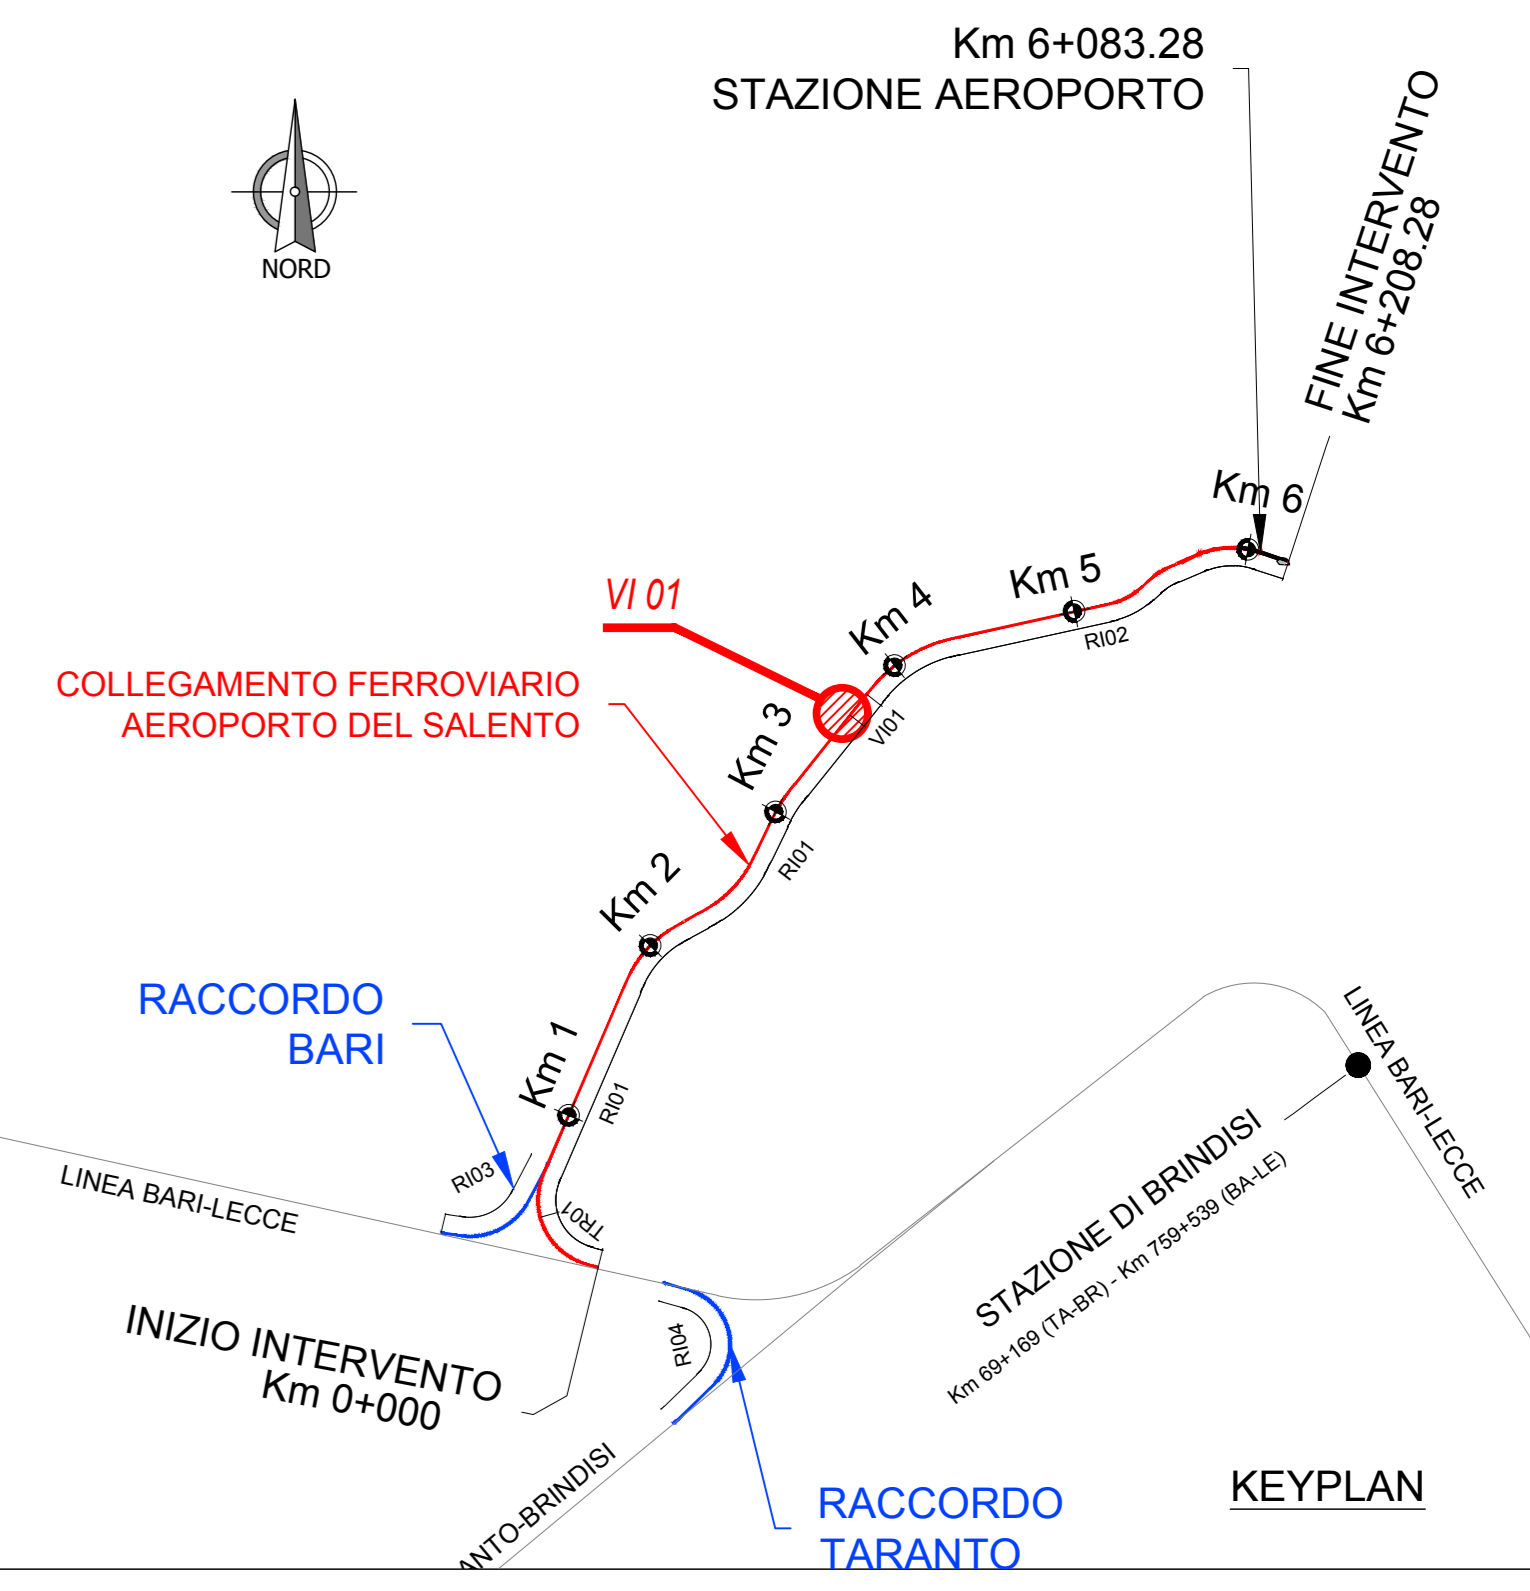 Km 6+083.28
STAZIONE AEROPORTO
FINE INTERVENTO
Km 6+208.28
NORD
Km 6
Km 5
RI02
VI 01
Km 4
COLLEGAMENTO FERROVIARIO
AEROPORTO DEL SALENTO
Km 3
VI01
RI01
Km 2
RACCORDO
BARI
Km 1
RI01
LINEA BARI-LECCE
RI03
TR01
LINEA BARI-LECCE
STAZIONE DI BRINDISI
Km 69+169 (TA-BR) - Km 759+539 (BA-LE)
INIZIO INTERVENTO
Km 0+000
RI04
ANTO-BRINDISI
RACCORDO
TARANTO
KEYPLAN